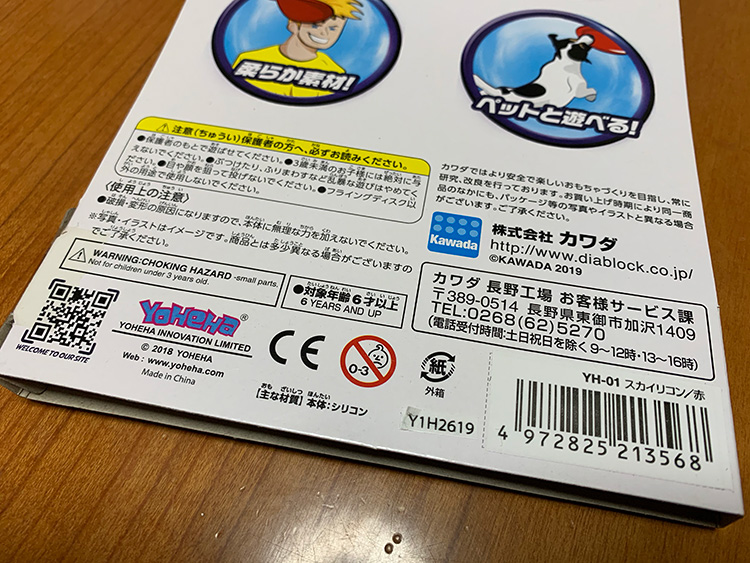 柔らか素材!
ペットと遊べる!
注意(ちゅうい)保護者の方へ、必ずお読みください。
●保護者のもとで遊ばせてください。●3歳未満のお子様には絶対に与
えないでください。●ぶつけたり、ふりまわすなど乱暴な遊びはやめてく
ださい。●目や顔を狙って投げないでください。●フライングディスク以
外の用途で使用しないでください。
〈使用上の注意〉
●破損・変形の原因になりますので、本体に無理な力を加えないでください。
※写真・イラストはイメージです。商品とは多少異なる場合がございますの
でご了承ください。
カワダではより安全で楽しいおもちゃづくりを目指し、常に
研究、改良を行っております。お買い上げ時期により同一商
品のなかにも、パッケージ等の写真やイラストと異なる場合
がございます。ご了承ください。
Kawada
株式会社 カワダ
http://www.diablock.co.jp/
©KAWADA 2019
WARNING:CHOKING HAZARD -small parts.
Not for children under 3 years old.
●対象年齢6才以上
6 YEARS AND UP
カワダ 長野工場 お客様サービス課
〒389-0514 長野県東御市加沢1409
TEL.0268(62)5270
(電話受付時間:土日祝日を除く9〜12時・13〜16時)
WELCOME TO OUR SITE
YoHeHa
YOHEHA INNOVATION LIMITED
© 2018 YOHEHA
Web : www.yoheha.com
Made in China
CE
0-3
紙
外箱
[主な材質]本体:シリコン
Y1H2619
YH-01 スカイリコン/赤
4 972825 213568